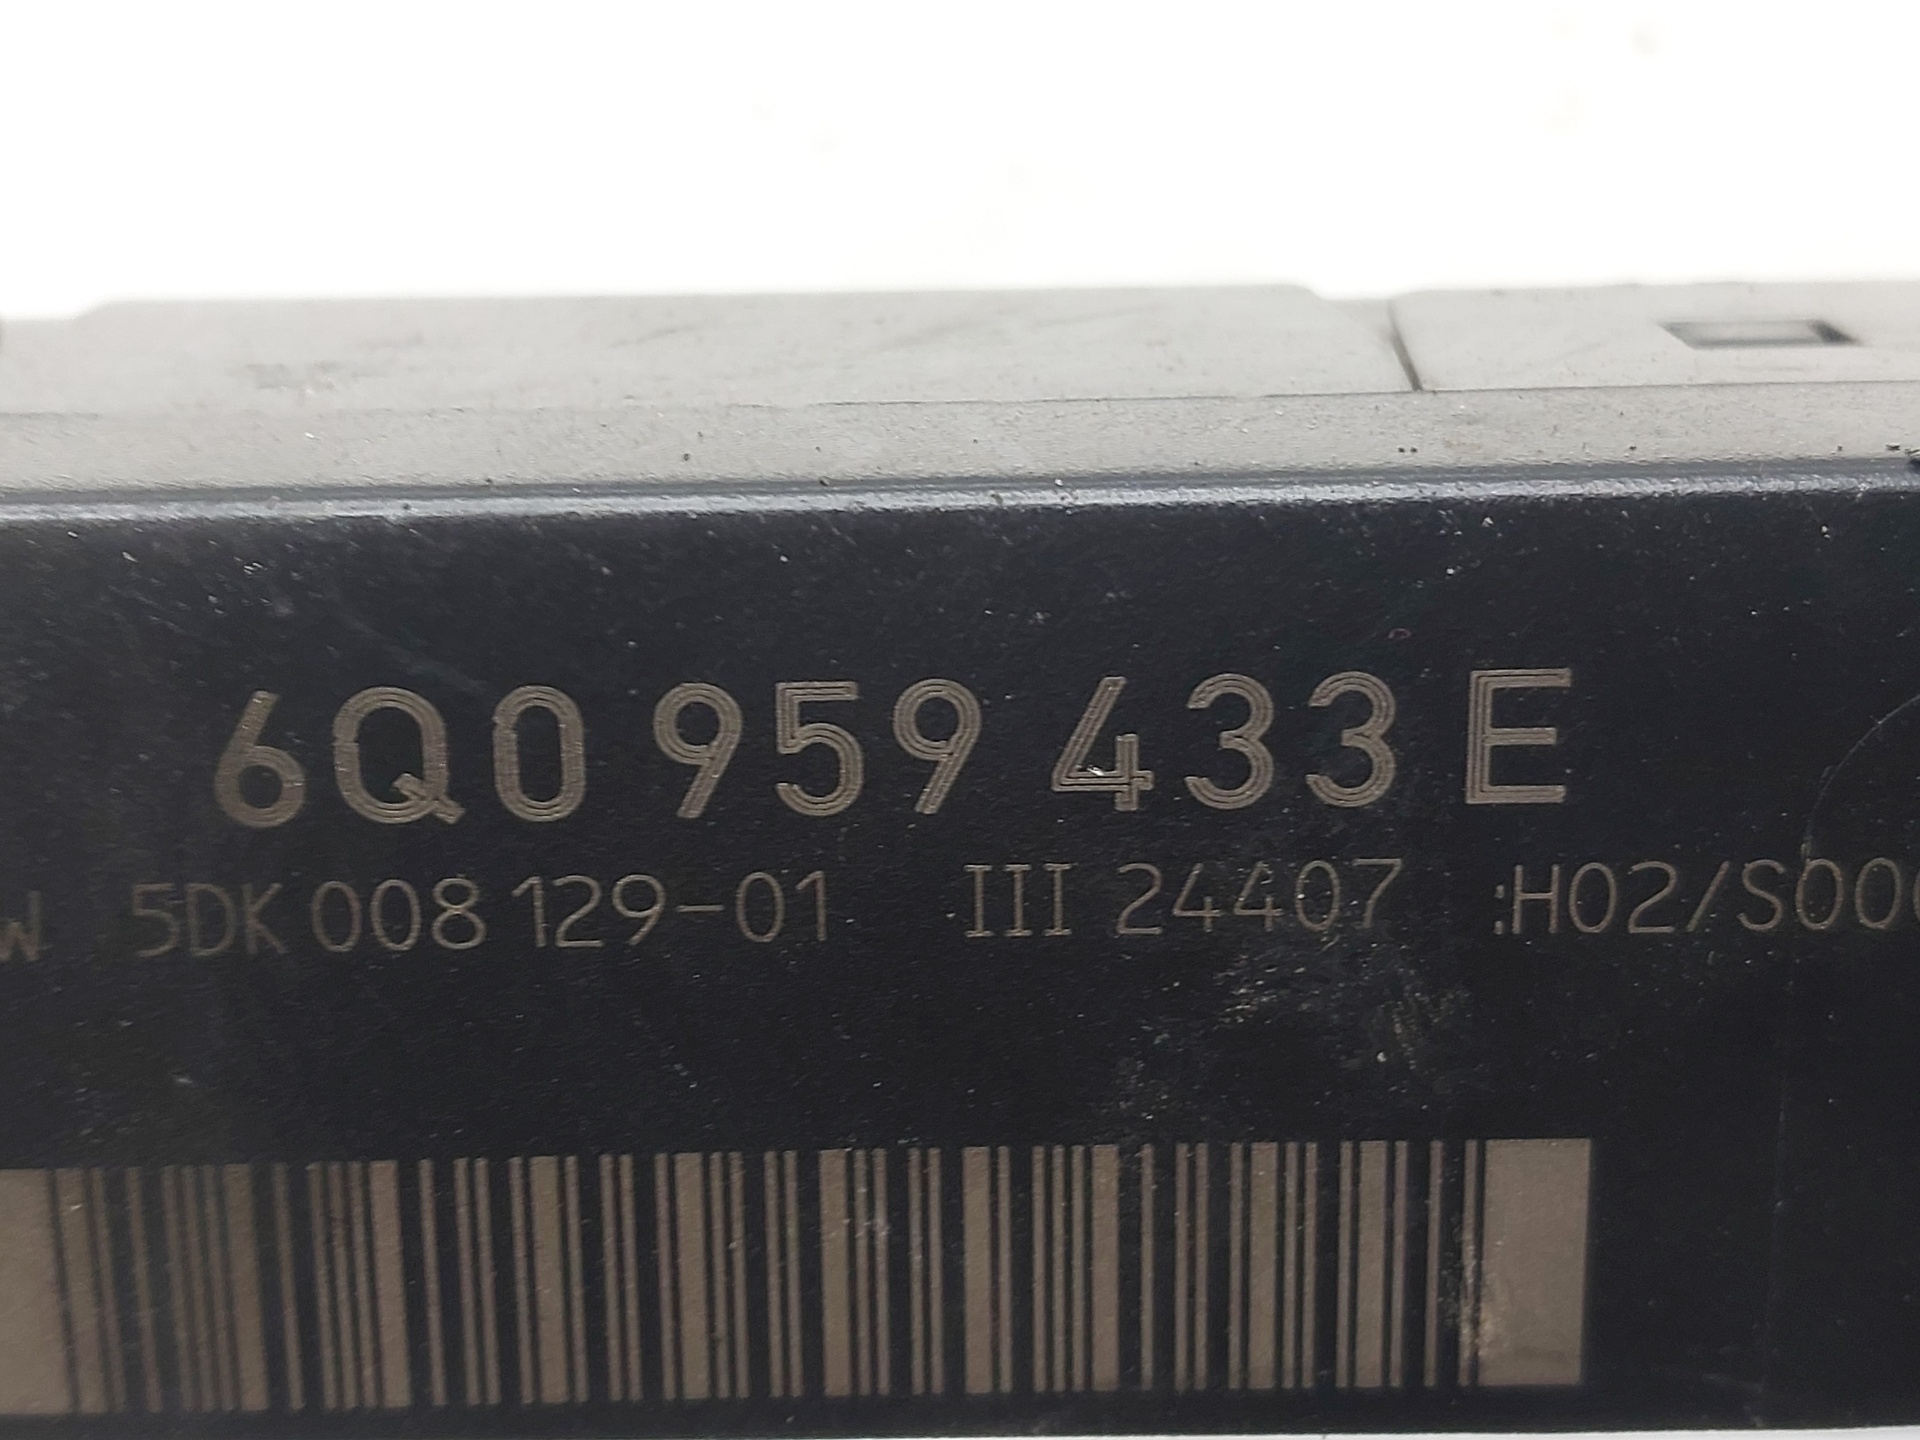 6Q0 959 433 E
W 5DK 008 129-01 III 24407 :H02/S00